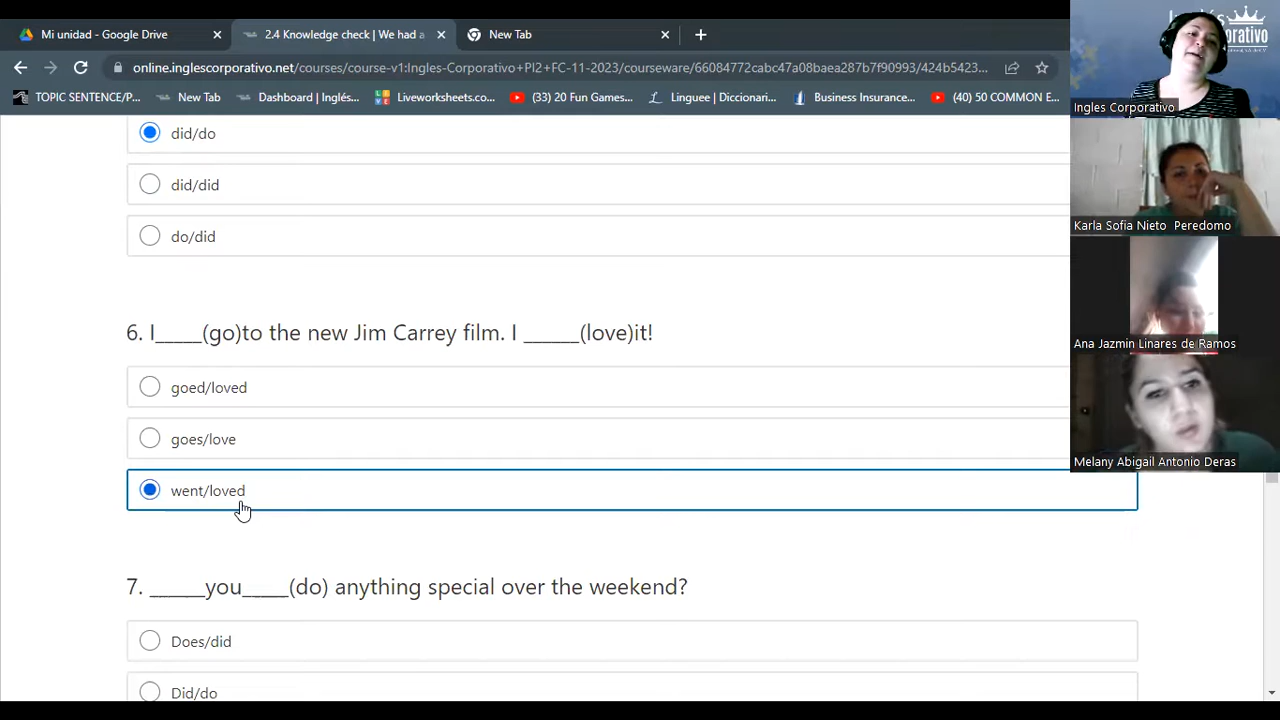 Mi unidad - Google Drive
2.4 Knowledge check | We had a
New Tab
online.inglescorporativo.net/courses/course-v1:Ingles-Corporativo+PI2+FC-11-2023/courseware/66084772cabc47a08baea287b7f90993/424b5423...
TOPIC SENTENCE/P...
New Tab
Dashboard | Inglés...
Liveworksheets.co...
(33) 20 Fun Games...
Linguee | Diccionari...
Business Insurance...
(40) 50 COMMON E...
Ingles Corporativo
Karla Sofia Nieto Peredomo
Ana Jazmin Linares de Ramos
Melany Abigail Antonio Deras
did/do
did/did
do/did
6. I_____(go)to the new Jim Carrey film. I ______(love)it!
goed/loved
goes/love
went/loved
7. ______you_____(do) anything special over the weekend?
Does/did
Did/do